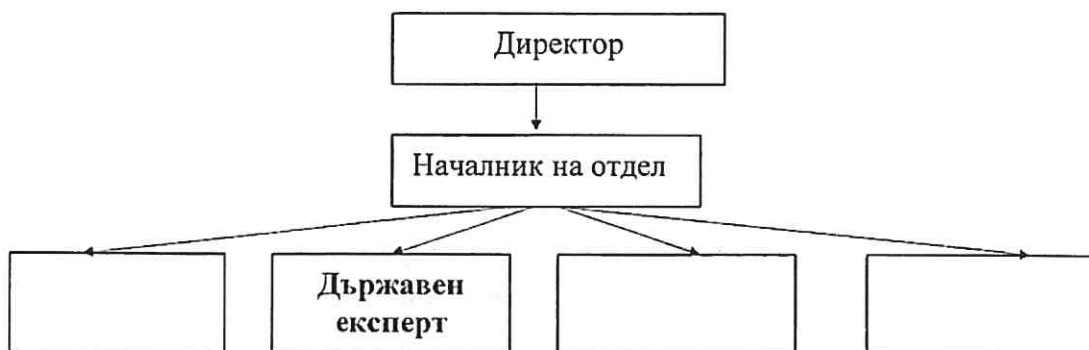 Директор
Началник на отдел
Държавен
експерт